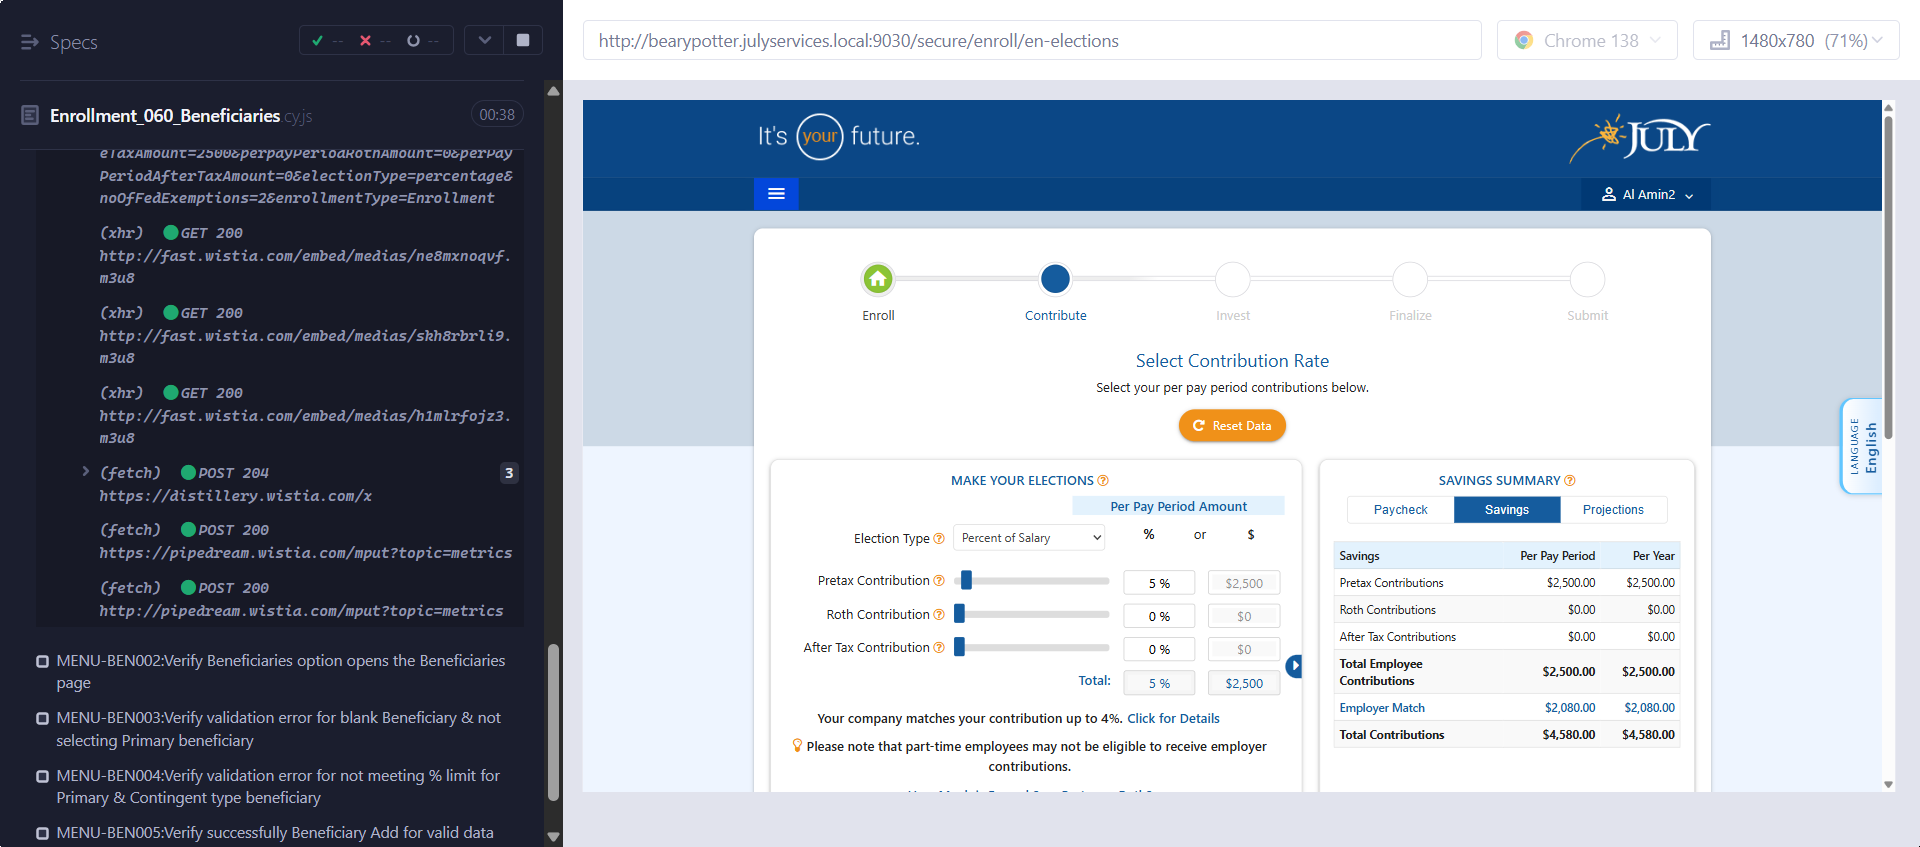 Specs
-- -- --
Enrollment_060_Beneficiaries.cy.js 00:38
eTaxAmount=2500&perpayPeriodRothAmount=0&perPay
PeriodAfterTaxAmount=0&electionType=percentage&
noOfFedExemptions=2&enrollmentType=Enrollment
(xhr) GET 200
http://fast.wistia.com/embed/medias/ne8mxnoqvf.
m3u8
(xhr) GET 200
http://fast.wistia.com/embed/medias/skh8rbrli9.
m3u8
(xhr) GET 200
http://fast.wistia.com/embed/medias/h1mlrfojz3.
m3u8
(fetch) POST 204 3
https://distillery.wistia.com/x
(fetch) POST 200
https://pipedream.wistia.com/mput?topic=metrics
(fetch) POST 200
http://pipedream.wistia.com/mput?topic=metrics
MENU-BEN002:Verify Beneficiaries option opens the Beneficiaries
page
MENU-BEN003:Verify validation error for blank Beneficiary & not
selecting Primary beneficiary
MENU-BEN004:Verify validation error for not meeting % limit for
Primary & Contingent type beneficiary
MENU-BEN005:Verify successfully Beneficiary Add for valid data
http://bearypotter.julyservices.local:9030/secure/enroll/en-elections
Chrome 138
1480x780 (71%)
It's your future.
JULY
Al Amin2
Enroll
Contribute
Invest
Finalize
Submit
Select Contribution Rate
Select your per pay period contributions below.
Reset Data
MAKE YOUR ELECTIONS
Per Pay Period Amount
Election Type Percent of Salary % or $
Pretax Contribution 5 % $2,500
Roth Contribution 0 % $0
After Tax Contribution 0 % $0
Total: 5 % $2,500
Your company matches your contribution up to 4%. Click for Details
Please note that part-time employees may not be eligible to receive employer
contributions.
SAVINGS SUMMARY
Paycheck Savings Projections
Savings Per Pay Period Per Year
Pretax Contributions $2,500.00 $2,500.00
Roth Contributions $0.00 $0.00
After Tax Contributions $0.00 $0.00
Total Employee
Contributions $2,500.00 $2,500.00
Employer Match $2,080.00 $2,080.00
Total Contributions $4,580.00 $4,580.00
LANGUAGE
English